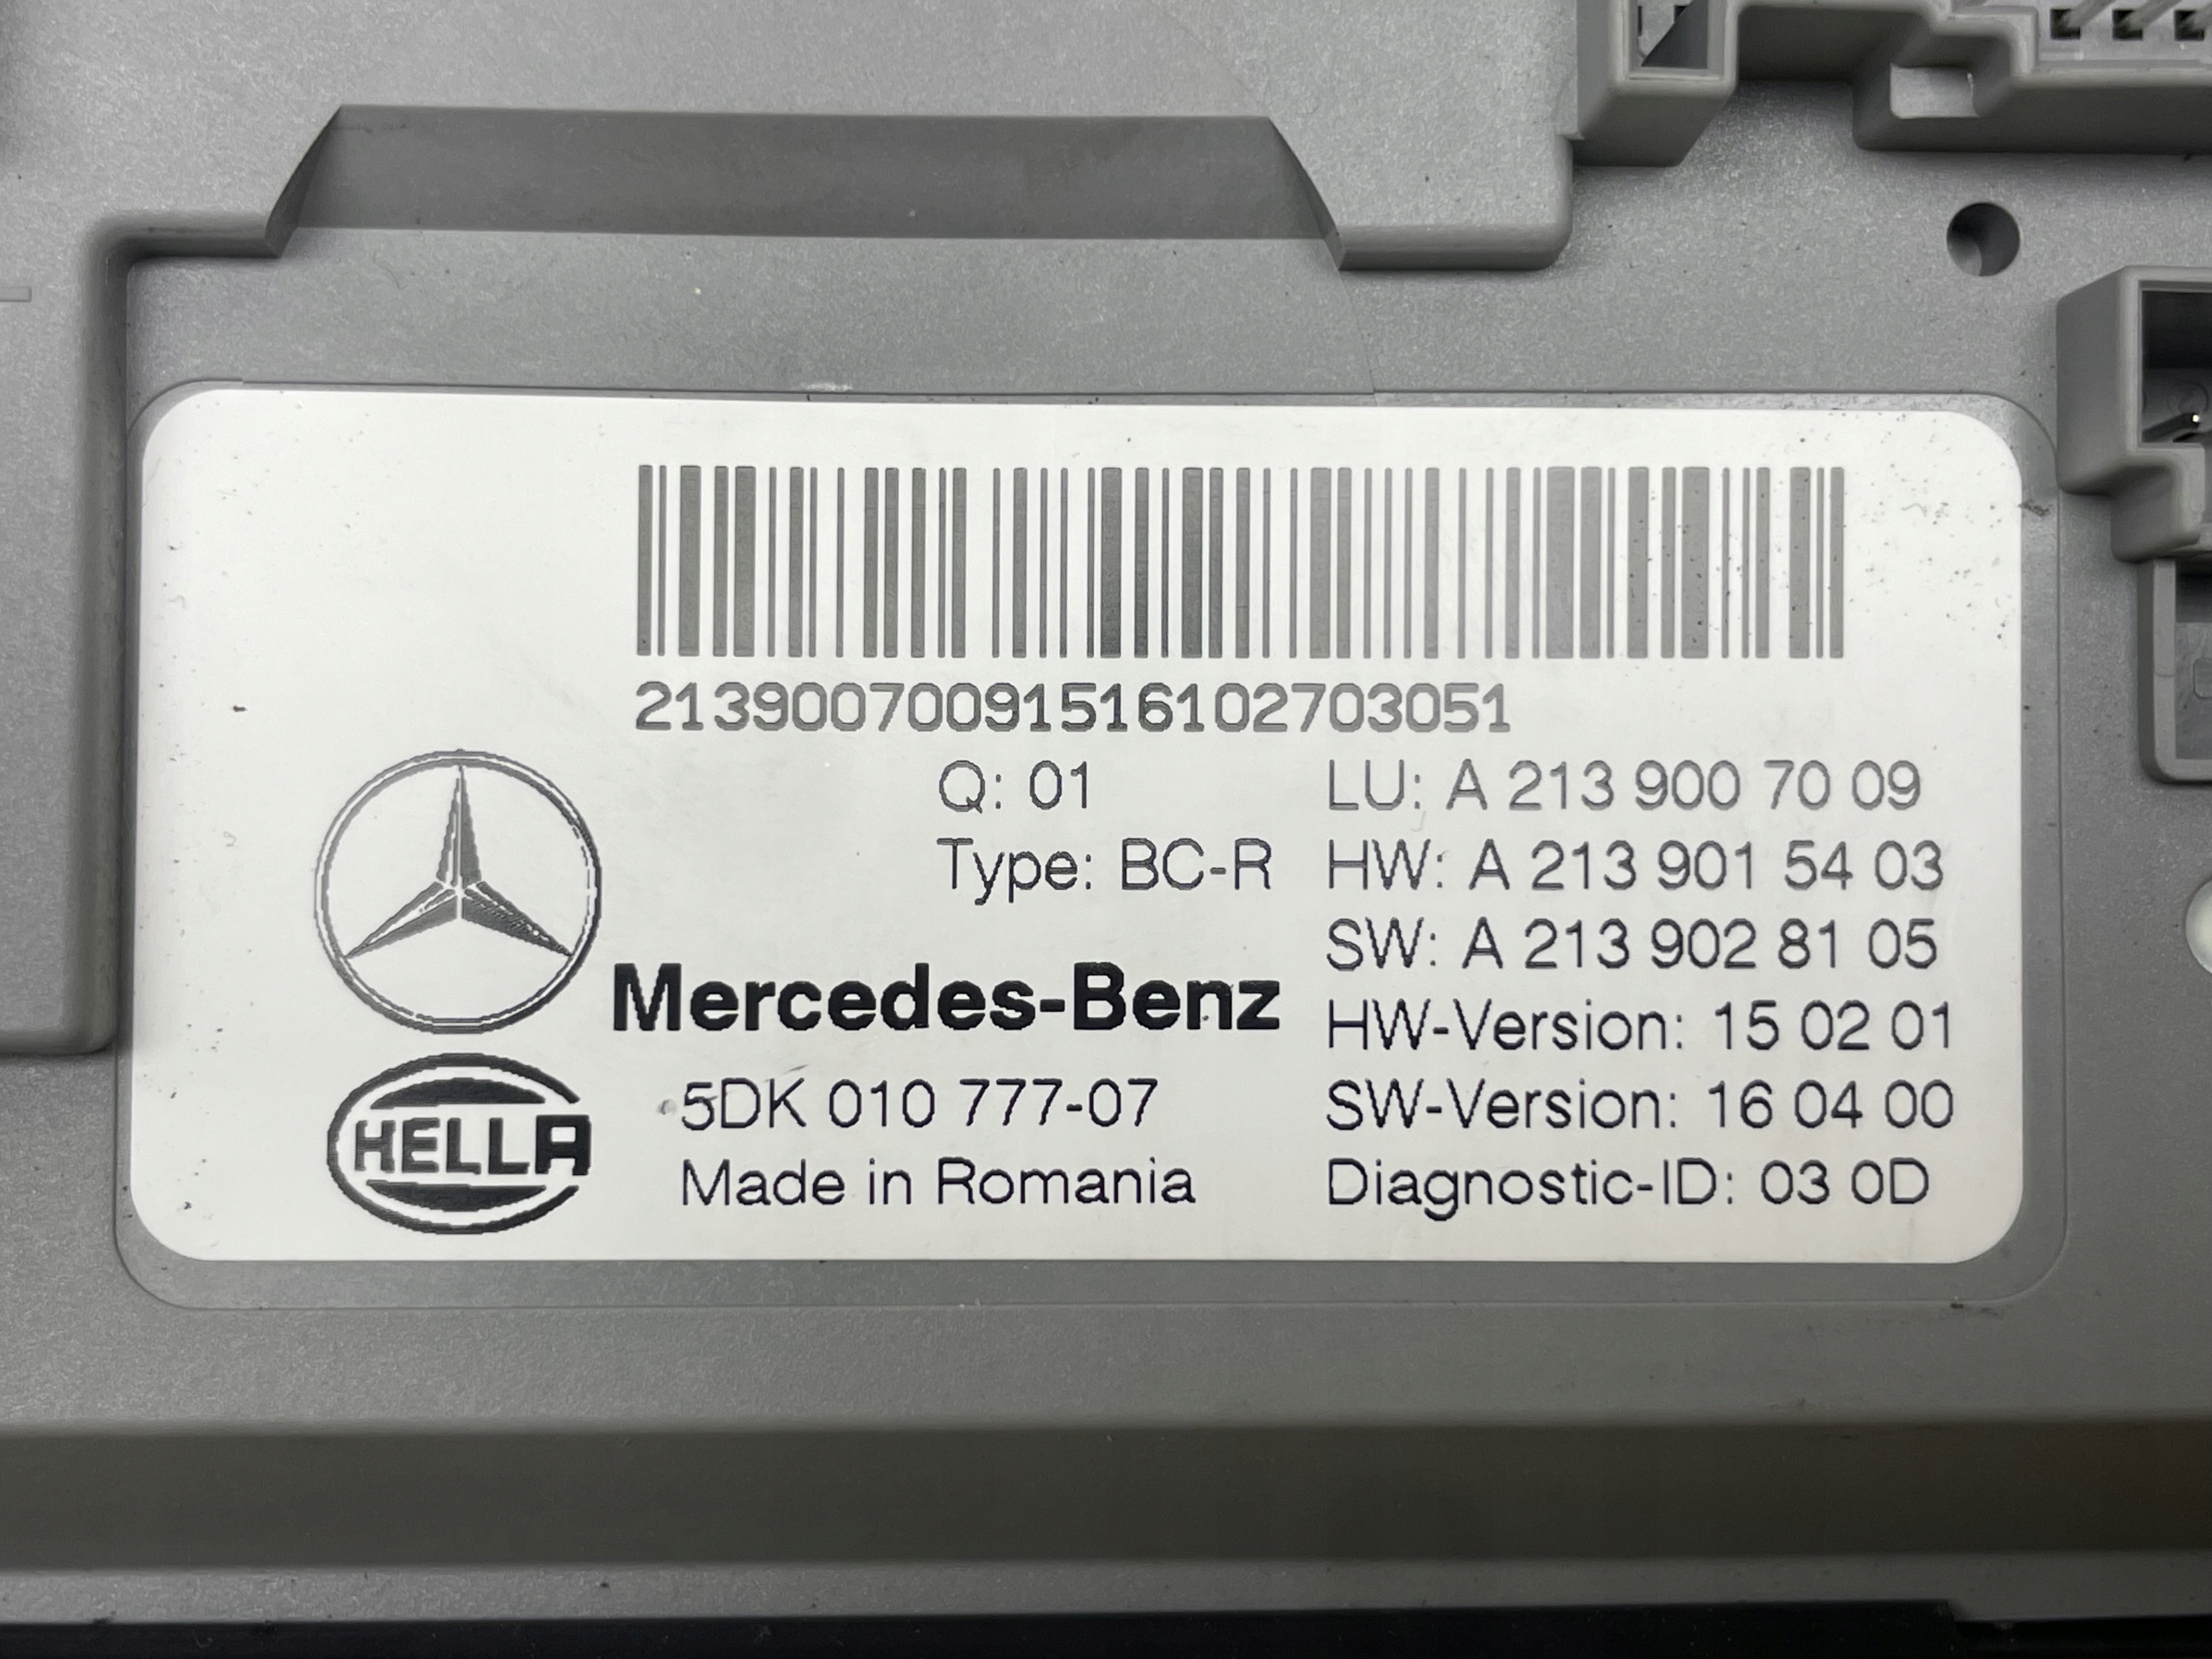 21390070091516102703051
Q: 01
Type: BC-R
LU: A 213 900 70 09
HW: A 213 901 54 03
SW: A 213 902 81 05
HW-Version: 15 02 01
SW-Version: 16 04 00
Diagnostic-ID: 03 0D
Mercedes-Benz
HELLA
5DK 010 777-07
Made in Romania